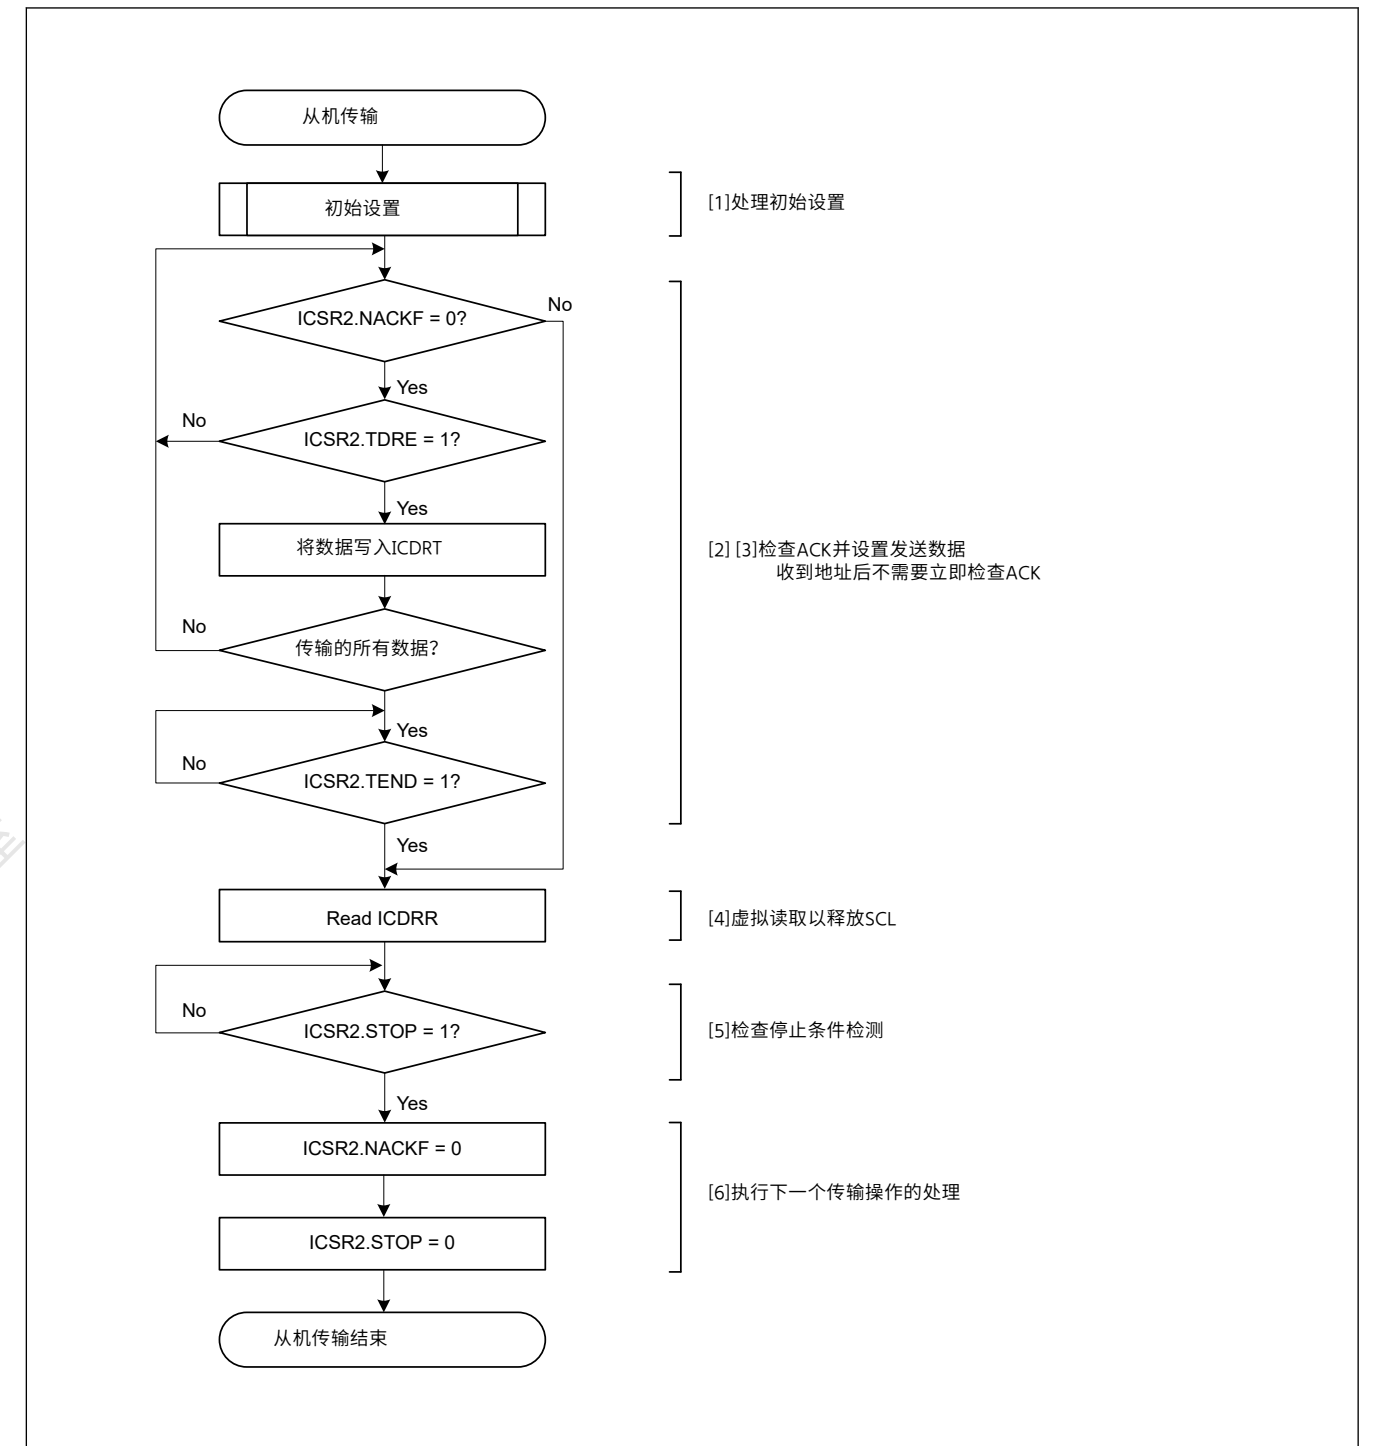 从机传输
初始设置
[1]处理初始设置
ICSR2.NACKF = 0?
No
Yes
No
ICSR2.TDRE = 1?
Yes
将数据写入ICDRT
[2] [3]检查ACK并设置发送数据
收到地址后不需要立即检查ACK
No
传输的所有数据?
Yes
No
ICSR2.TEND = 1?
Yes
Read ICDRR
[4]虚拟读取以释放SCL
No
ICSR2.STOP = 1?
[5]检查停止条件检测
Yes
ICSR2.NACKF = 0
[6]执行下一个传输操作的处理
ICSR2.STOP = 0
从机传输结束